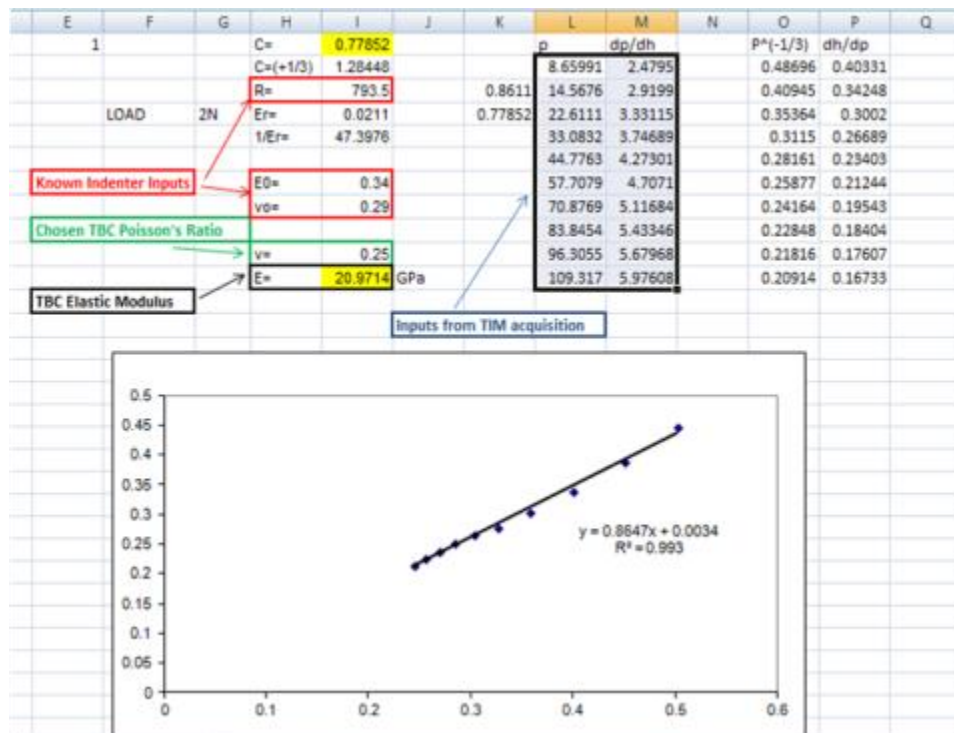 E F G H I J K L M N O P Q
1 C= 0.77852 p dp/dh P^(-1/3) dh/dp
C=(+1/3) 1.28448 8.65991 2.4795 0.48696 0.40331
R= 793.5 0.8611 14.5676 2.9199 0.40945 0.34248
LOAD 2N Er= 0.0211 0.77852 22.6111 3.33115 0.35364 0.3002
1/Er= 47.3976 33.0832 3.74689 0.3115 0.26689
44.7763 4.27301 0.28161 0.23403
Known Indenter Inputs E0= 0.34 57.7079 4.7071 0.25877 0.21244
vo= 0.29 70.8769 5.11684 0.24164 0.19543
Chosen TBC Poisson's Ratio 83.8454 5.43346 0.22848 0.18404
v= 0.25 96.3055 5.67968 0.21816 0.17607
E= 20.9714 GPa 109.317 5.97608 0.20914 0.16733
TBC Elastic Modulus
Inputs from TIM acquisition
0.5
0.45
0.4
0.35
0.3
0.25
0.2
0.15
0.1
0.05
0
y = 0.8647x + 0.0034
R² = 0.993
0 0.1 0.2 0.3 0.4 0.5 0.6